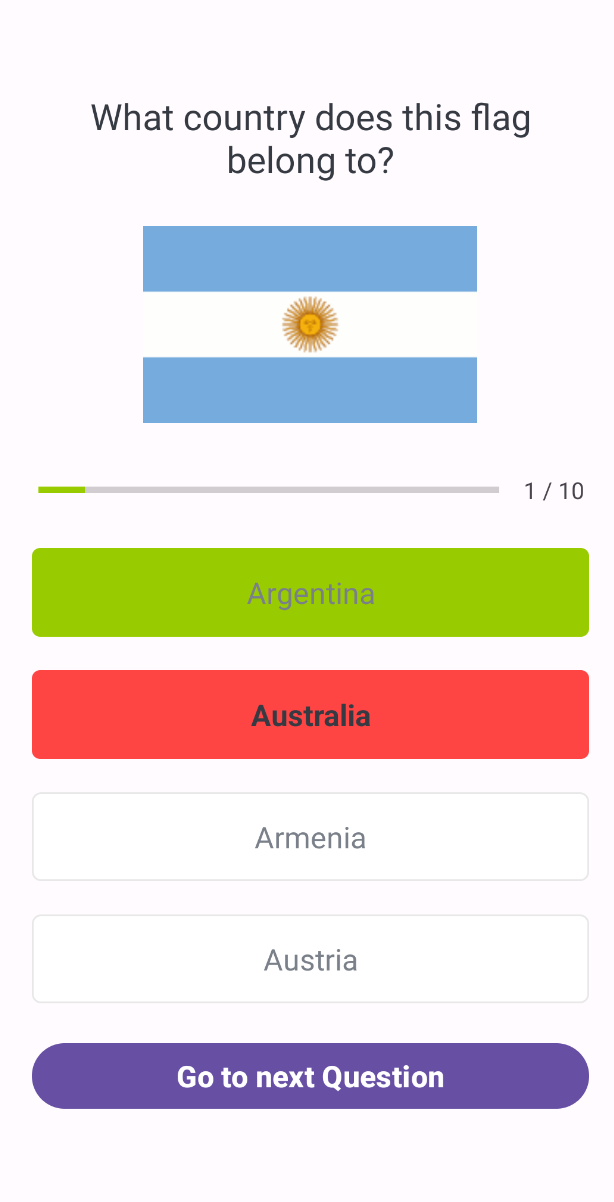 What country does this flag
belong to?
1 / 10
Argentina
Australia
Armenia
Austria
Go to next Question